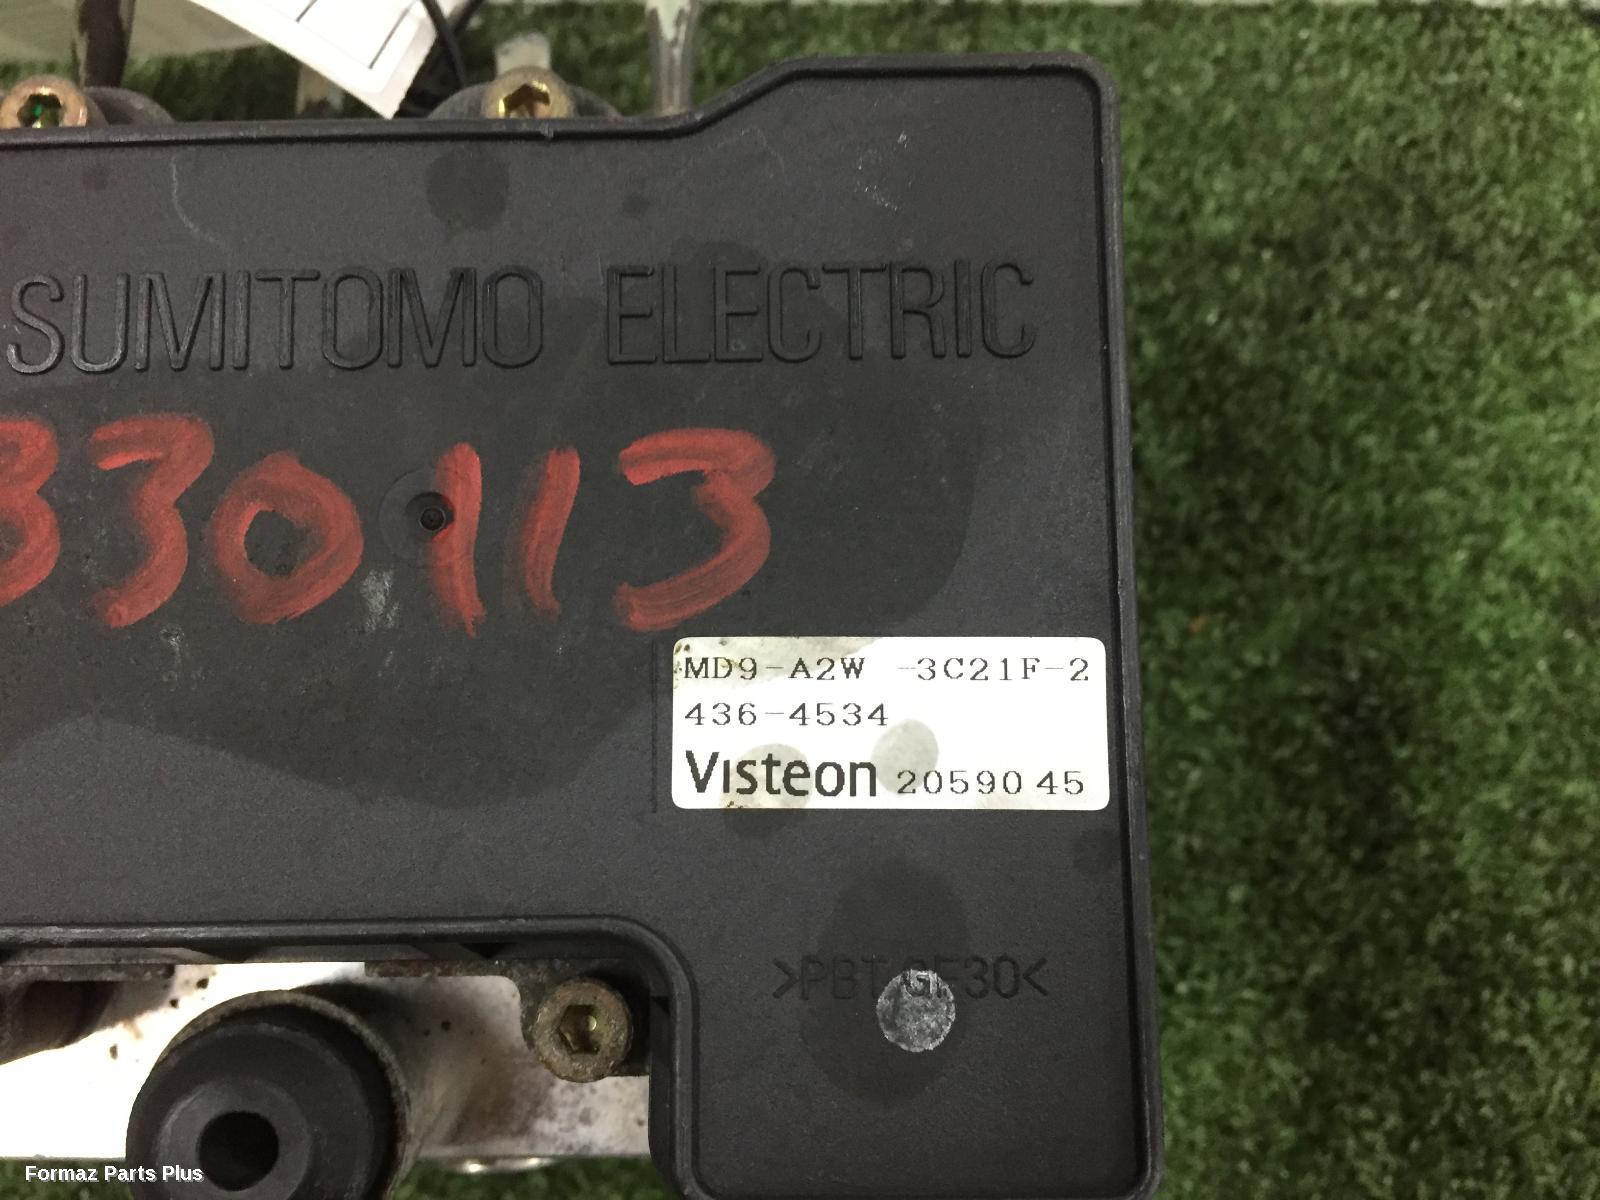 SUMITOMO ELECTRIC
330113
MD9-A2W -3C21F-2
436-4534
Visteon 2059045
>PBT GF30<
Formaz Parts Plus